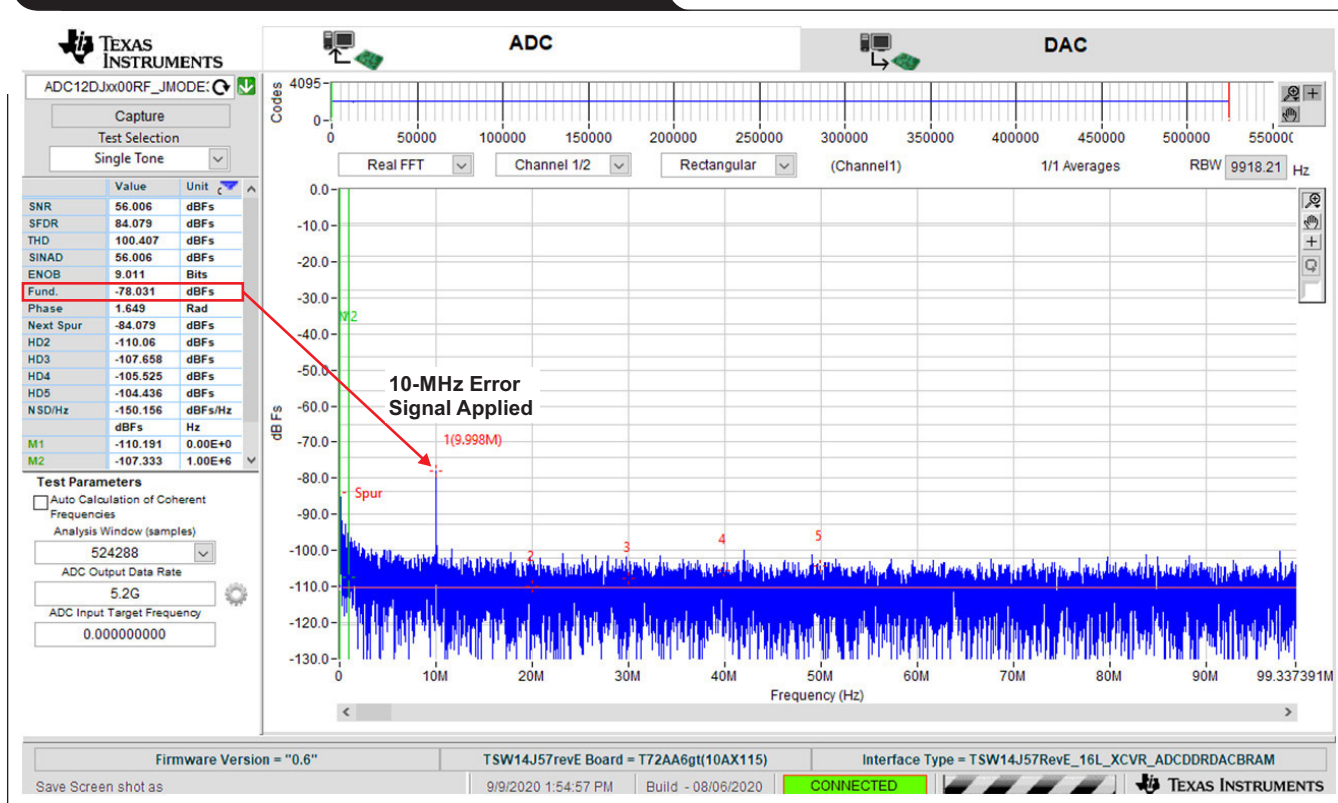 TEXAS
INSTRUMENTS
ADC
DAC
ADC12DJxx00RF_JMODE:
Capture
Test Selection
Single Tone
Value Unit
SNR 56.006 dBFs
SFDR 84.079 dBFs
THD 100.407 dBFs
SINAD 56.006 dBFs
ENOB 9.011 Bits
Fund. -78.031 dBFs
Phase 1.649 Rad
Next Spur -84.079 dBFs
HD2 -110.06 dBFs
HD3 -107.658 dBFs
HD4 -105.525 dBFs
HD5 -104.436 dBFs
NSD/Hz -150.156 dBFs/Hz
dBFs Hz
M1 -110.191 0.00E+0
M2 -107.333 1.00E+6
Test Parameters
Auto Calculation of Coherent
Frequencies
Analysis Window (samples)
524288
ADC Output Data Rate
5.2G
ADC Input Target Frequency
0.000000000
Codes
4095
0
0 50000 100000 150000 200000 250000 300000 350000 400000 450000 500000 55000
Real FFT Channel 1/2 Rectangular (Channel1) 1/1 Averages RBW 9918.21 Hz
dBFs
0.0
-10.0
-20.0
-30.0
-40.0
-50.0
-60.0
-70.0
-80.0
-90.0
-100.0
-110.0
-120.0
-130.0
10-MHz Error
Signal Applied
1(9.998M)
Spur
2
3
4
5
0 10M 20M 30M 40M 50M 60M 70M 80M 90M 99.337391M
Frequency (Hz)
Firmware Version = "0.6" TSW14J57revE Board = T72AA6gt(10AX115) Interface Type = TSW14J57RevE_16L_XCVR_ADCDDRDACBRAM
Save Screen shot as 9/9/2020 1:54:57 PM Build - 08/06/2020 CONNECTED TEXAS INSTRUMENTS